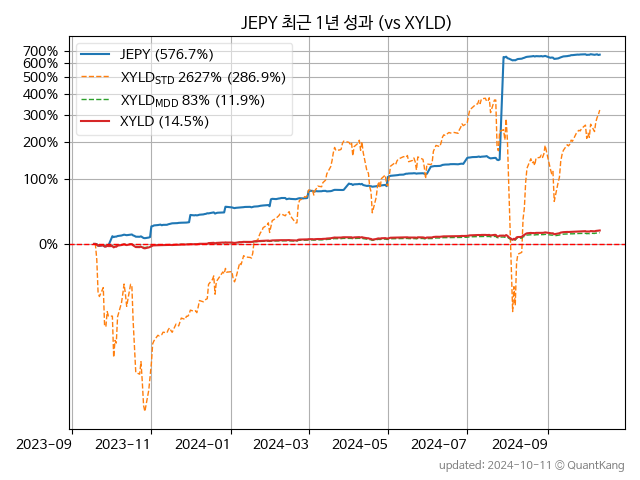 JEPY 최근 1년 성과 (vs XYLD)
700%
600%
500%
400%
300%
200%
100%
0%
JEPY (576.7%)
XYLD_STD 2627% (286.9%)
XYLD_MDD 83% (11.9%)
XYLD (14.5%)
2023-09 2023-11 2024-01 2024-03 2024-05 2024-07 2024-09
updated: 2024-10-11 © QuantKang